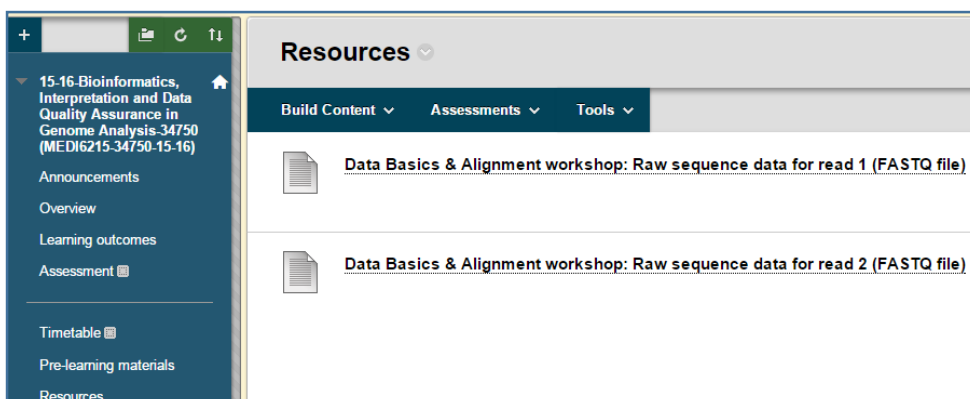 15-16-Bioinformatics,
Interpretation and Data
Quality Assurance in
Genome Analysis-34750
(MEDI6215-34750-15-16)
Announcements
Overview
Learning outcomes
Assessment
Timetable
Pre-learning materials
Resources
Resources
Build Content Assessments Tools
Data Basics & Alignment workshop: Raw sequence data for read 1 (FASTQ file)
Data Basics & Alignment workshop: Raw sequence data for read 2 (FASTQ file)